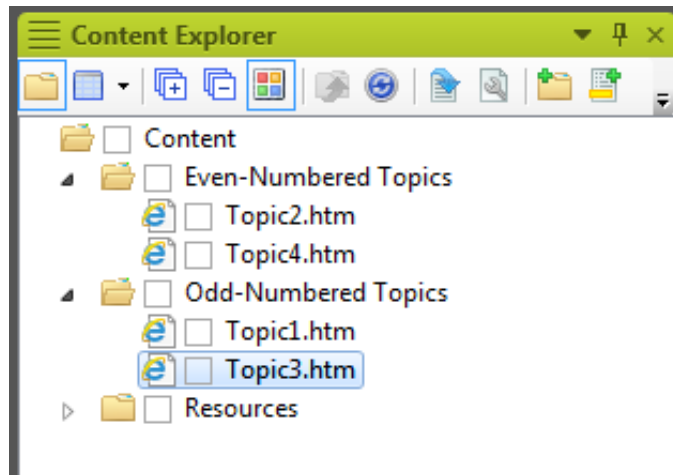 Content Explorer
Content
Even-Numbered Topics
Topic2.htm
Topic4.htm
Odd-Numbered Topics
Topic1.htm
Topic3.htm
Resources